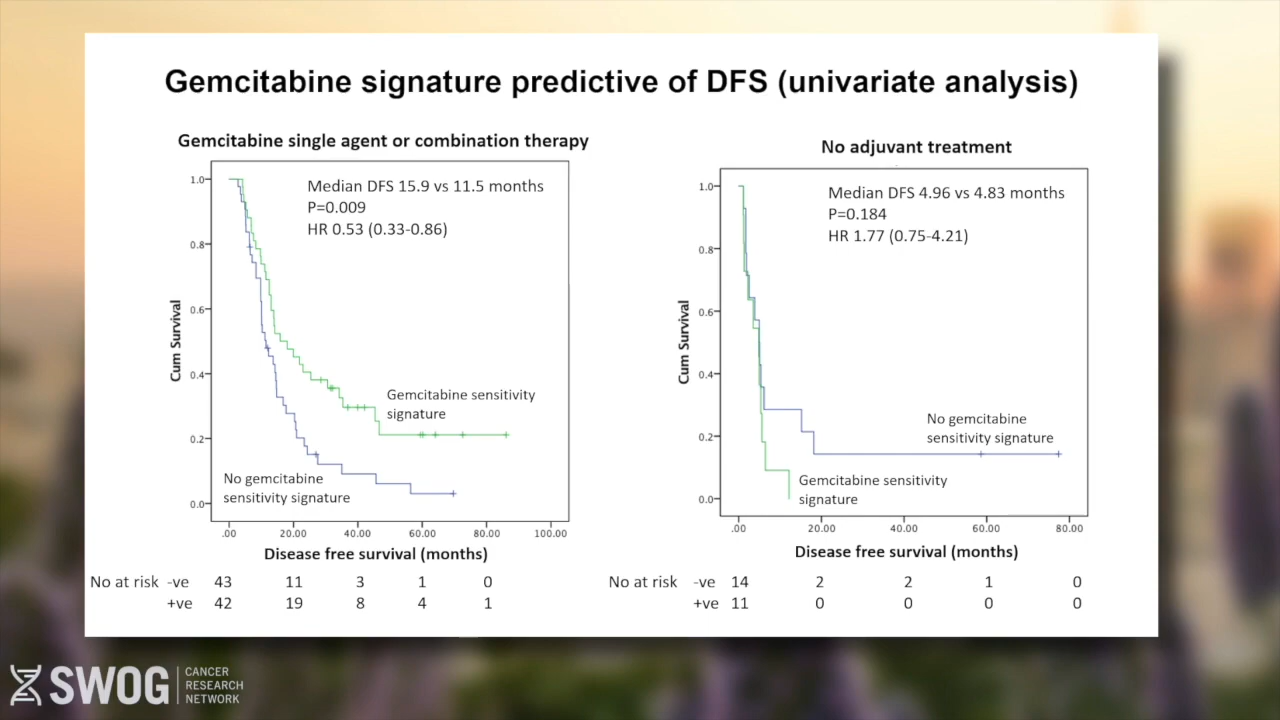 Gemcitabine signature predictive of DFS (univariate analysis)
Gemcitabine single agent or combination therapy
Median DFS 15.9 vs 11.5 months
P=0.009
HR 0.53 (0.33-0.86)
1.0
0.8
0.6
0.4
0.2
0.0
Cum Survival
Gemcitabine sensitivity
signature
No gemcitabine
sensitivity signature
.00 20.00 40.00 60.00 80.00 100.00
Disease free survival (months)
No at risk -ve 43 11 3 1 0
+ve 42 19 8 4 1
No adjuvant treatment
Median DFS 4.96 vs 4.83 months
P=0.184
HR 1.77 (0.75-4.21)
1.0
0.8
0.6
0.4
0.2
0.0
Cum Survival
No gemcitabine
sensitivity signature
Gemcitabine sensitivity
signature
.00 20.00 40.00 60.00 80.00
Disease free survival (months)
No at risk -ve 14 2 2 1 0
+ve 11 0 0 0 0
SWOG
CANCER
RESEARCH
NETWORK